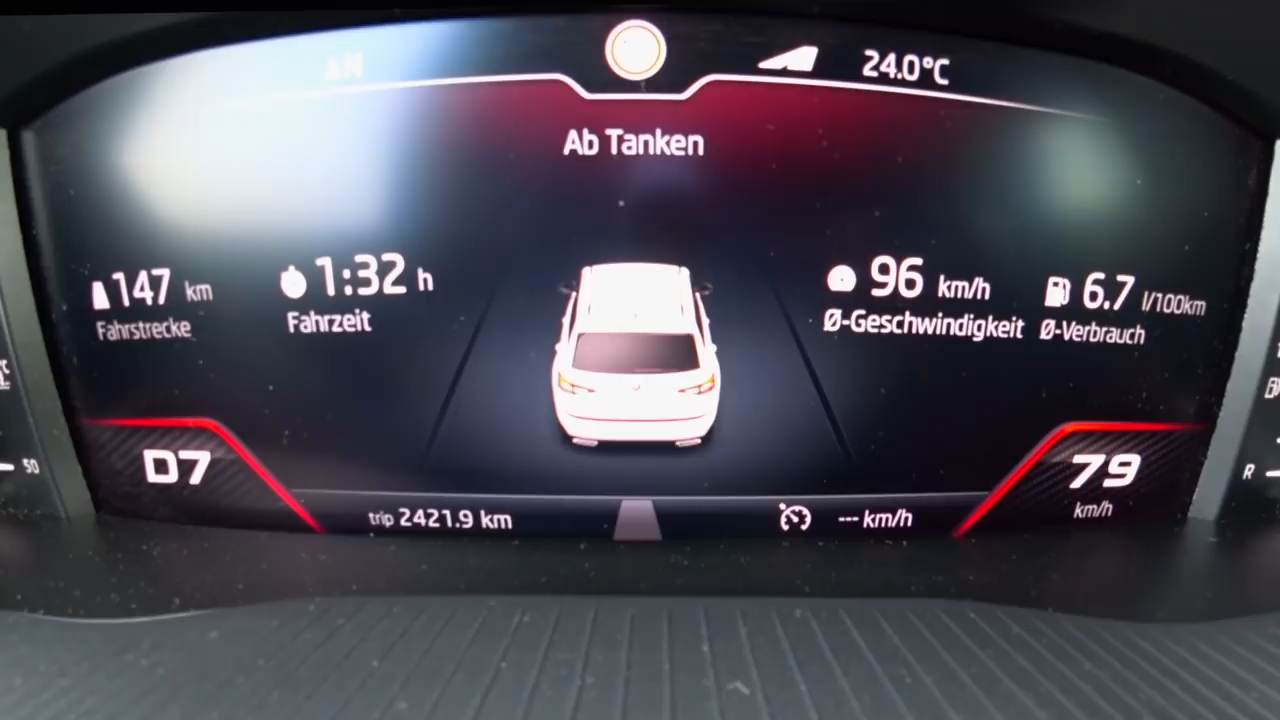 24.0°C
Ab Tanken
147 km
Fahrstrecke
1:32 h
Fahrzeit
96 km/h
Ø-Geschwindigkeit
6.7 l/100km
Ø-Verbrauch
50
R
D7
79
km/h
trip 2421.9 km
--- km/h